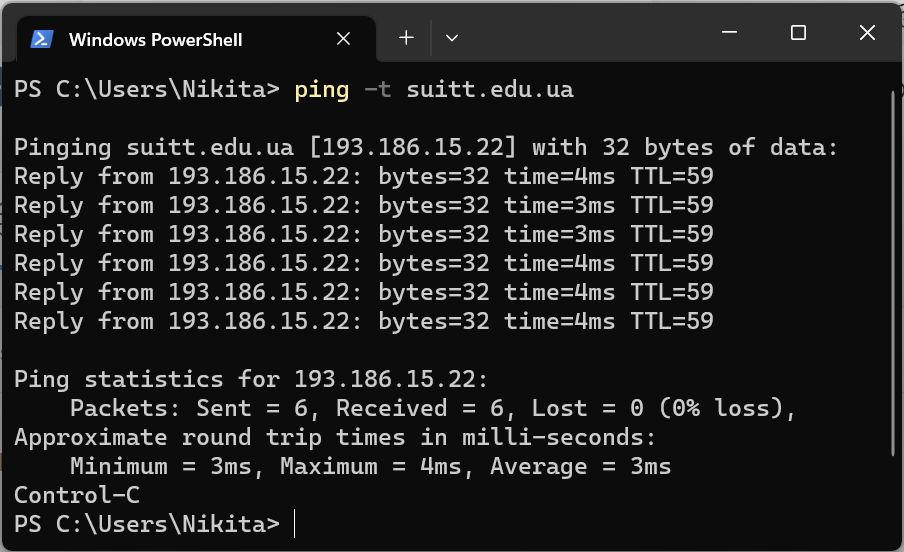 Windows PowerShell
PS C:\Users\Nikita> ping -t suitt.edu.ua
Pinging suitt.edu.ua [193.186.15.22] with 32 bytes of data:
Reply from 193.186.15.22: bytes=32 time=4ms TTL=59
Reply from 193.186.15.22: bytes=32 time=3ms TTL=59
Reply from 193.186.15.22: bytes=32 time=3ms TTL=59
Reply from 193.186.15.22: bytes=32 time=4ms TTL=59
Reply from 193.186.15.22: bytes=32 time=4ms TTL=59
Reply from 193.186.15.22: bytes=32 time=4ms TTL=59
Ping statistics for 193.186.15.22:
    Packets: Sent = 6, Received = 6, Lost = 0 (0% loss),
Approximate round trip times in milli-seconds:
    Minimum = 3ms, Maximum = 4ms, Average = 3ms
Control-C
PS C:\Users\Nikita>